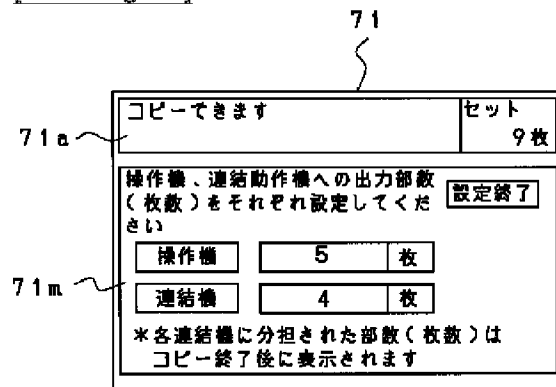 71
コピーできます
セット
9枚
71a
操作機、連結動作機への出力部数
(枚数)をそれぞれ設定してくだ
さい
設定終了
操作機
5
枚
71m
連結機
4
枚
*各連結機に分担された部数(枚数)は
コピー終了後に表示されます